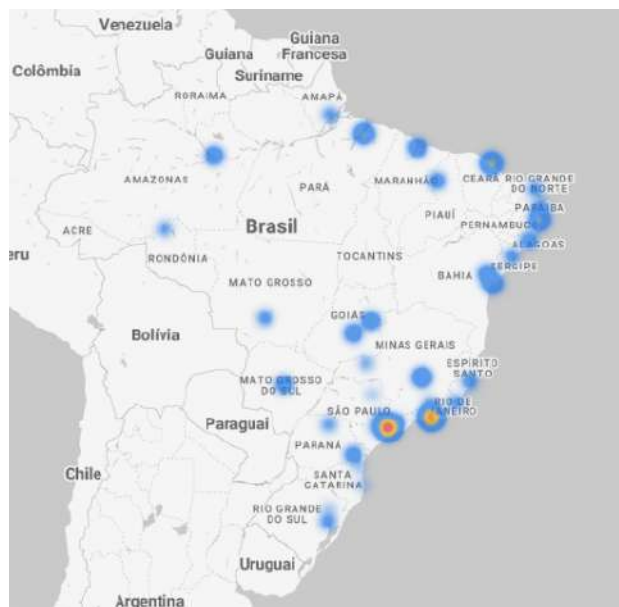 Venezuela
Guiana
Guiana
Francesa
Colômbia
Suriname
RORAIMA
AMAPÁ
AMAZONAS
PARÁ
MARANHÃO
CEARÁ
RIO GRANDE
DO NORTE
PARAÍBA
PIAUÍ
PERNAMBUCO
ACRE
Brasil
ALAGOAS
eru
RONDÔNIA
TOCANTINS
SERGIPE
BAHIA
MATO GROSSO
GOIÁS
Bolívia
MINAS GERAIS
ESPÍRITO
SANTO
MATO GROSSO
DO SUL
SÃO PAULO
RIO DE
JANEIRO
Paraguai
PARANÁ
Chile
SANTA
CATARINA
RIO GRANDE
DO SUL
Uruguai
Argentina